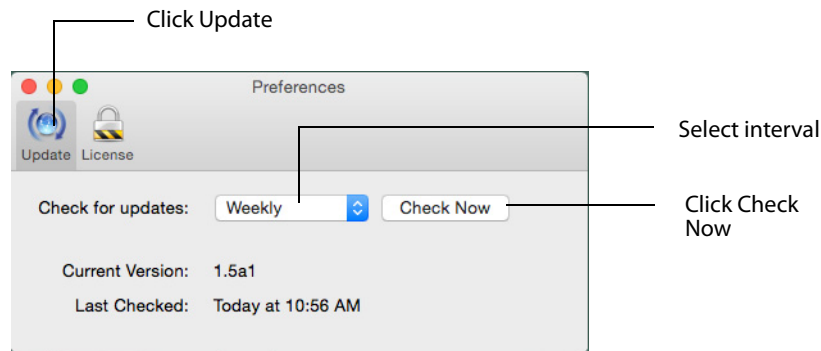 Click Update
Preferences
Update License
Select interval
Check for updates: Weekly Check Now
Click Check
Now
Current Version: 1.5a1
Last Checked: Today at 10:56 AM